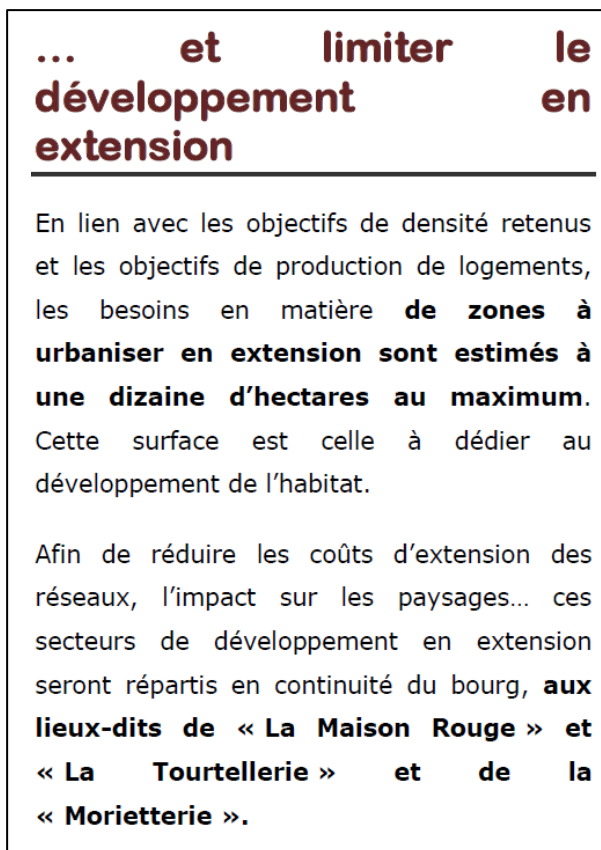 ... et limiter le
développement en
extension
En lien avec les objectifs de densité retenus
et les objectifs de production de logements,
les besoins en matière de zones à
urbaniser en extension sont estimés à
une dizaine d’hectares au maximum.
Cette surface est celle à dédier au
développement de l’habitat.
Afin de réduire les coûts d’extension des
réseaux, l’impact sur les paysages… ces
secteurs de développement en extension
seront répartis en continuité du bourg, aux
lieux-dits de « La Maison Rouge » et
« La Tourtellerie » et de la
« Morietterie ».